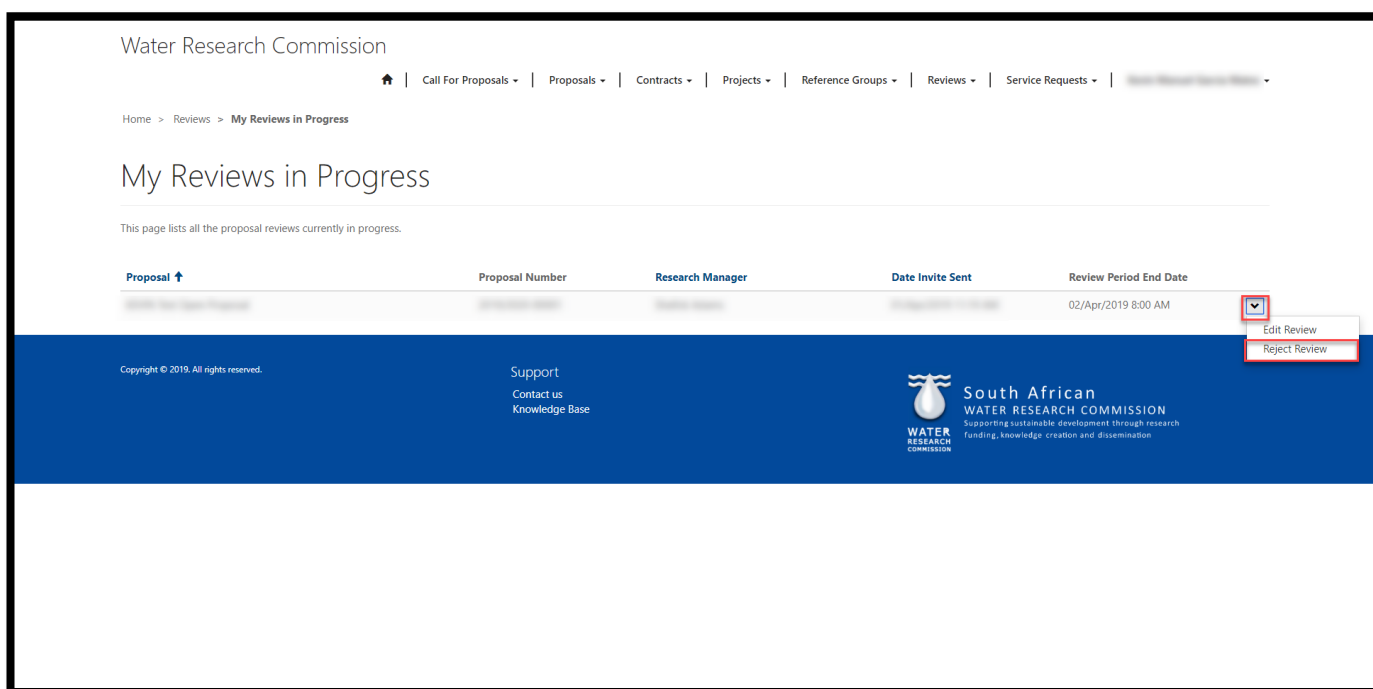 Water Research Commission
Call For Proposals | Proposals | Contracts | Projects | Reference Groups | Reviews | Service Requests |
Home > Reviews > My Reviews in Progress
My Reviews in Progress
This page lists all the proposal reviews currently in progress.
Proposal Proposal Number Research Manager Date Invite Sent Review Period End Date
02/Apr/2019 8:00 AM
Edit Review
Reject Review
Copyright © 2019. All rights reserved.
Support
Contact us
Knowledge Base
WATER
RESEARCH
COMMISSION
South African
WATER RESEARCH COMMISSION
Supporting sustainable development through research
funding, knowledge creation and dissemination